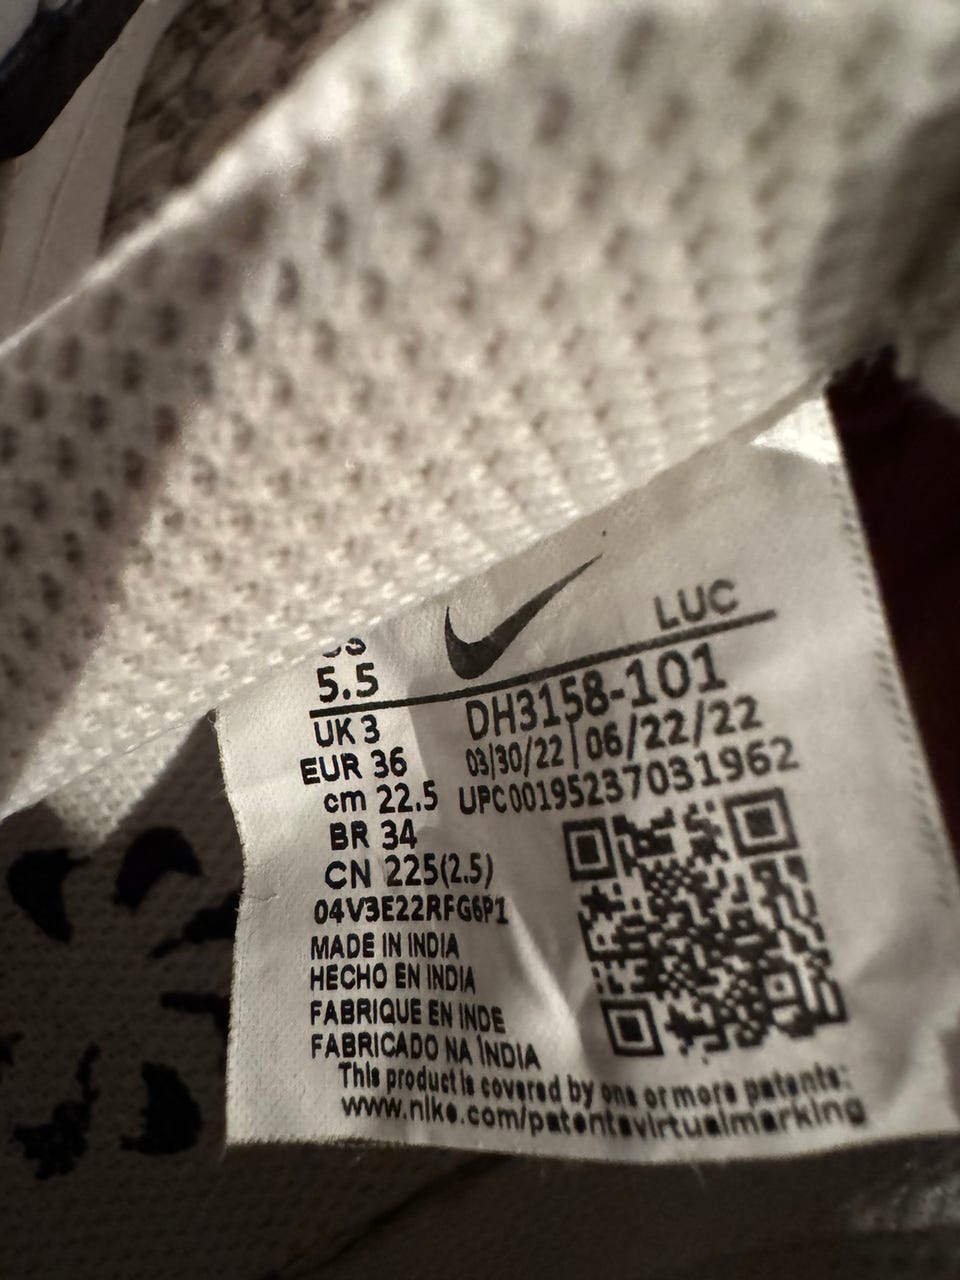 US
5.5
UK 3
EUR 36
cm 22.5
BR 34
CN 225(2.5)
LUC
DH3158-101
03/30/22 | 06/22/22
UPC00195237031962
04V3E22RFG6P1
MADE IN INDIA
HECHO EN INDIA
FABRIQUE EN INDE
FABRICADO NA ÍNDIA
This product is covered by one or more patents:
www.nike.com/patentsvirtualmarking